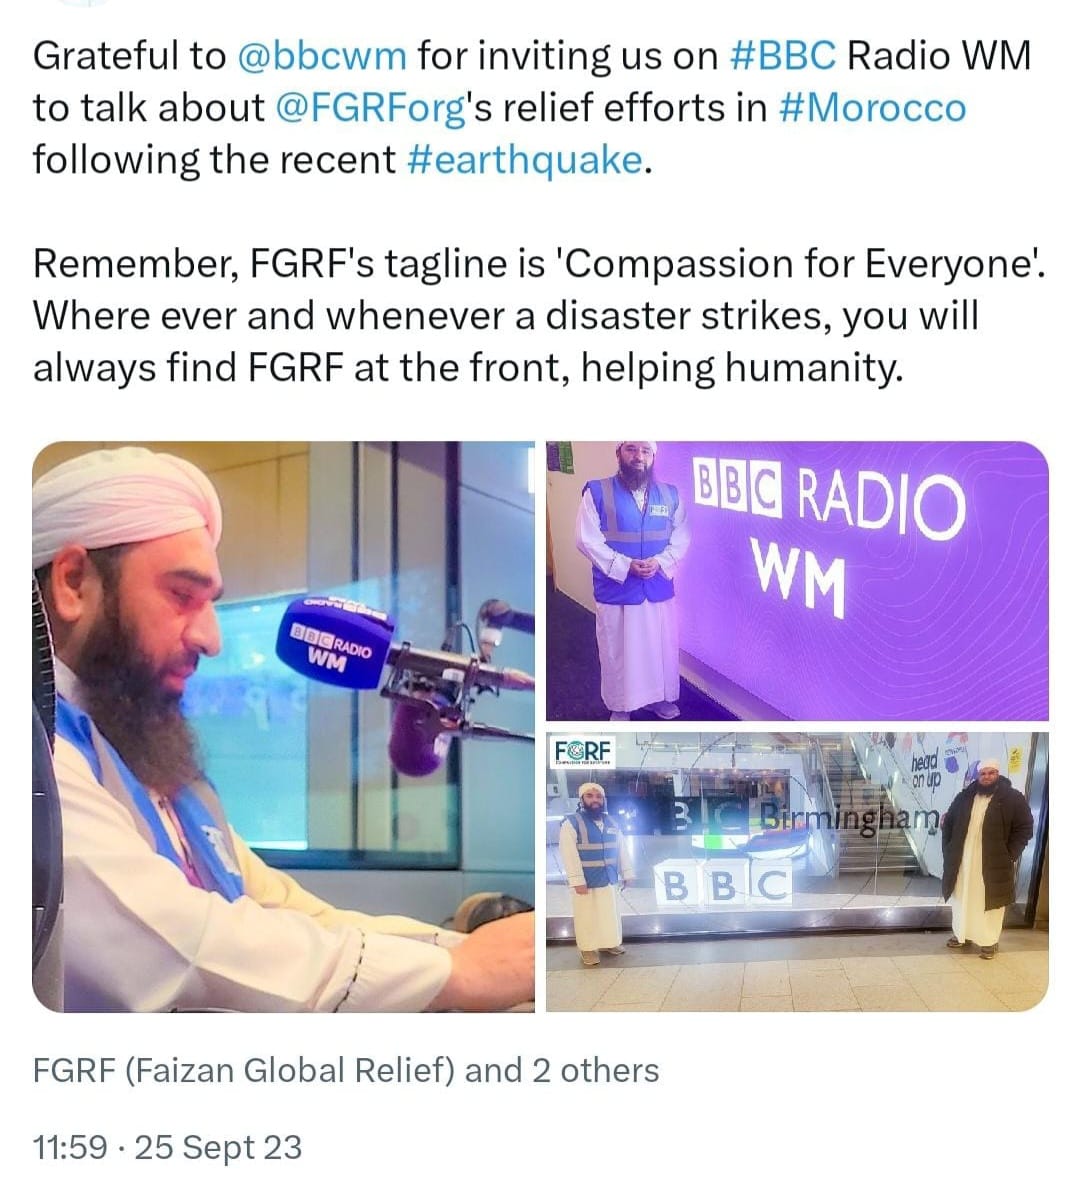 Grateful to @bbcwm for inviting us on #BBC Radio WM
to talk about @FGRForg's relief efforts in #Morocco
following the recent #earthquake.
Remember, FGRF's tagline is 'Compassion for Everyone'.
Where ever and whenever a disaster strikes, you will
always find FGRF at the front, helping humanity.
BBC RADIO
WM
BBC RADIO
WM
FGRF
COMPASSION FOR EVERYONE
head
on up
BBC Birmingham
BBC
FGRF (Faizan Global Relief) and 2 others
11:59 · 25 Sept 23